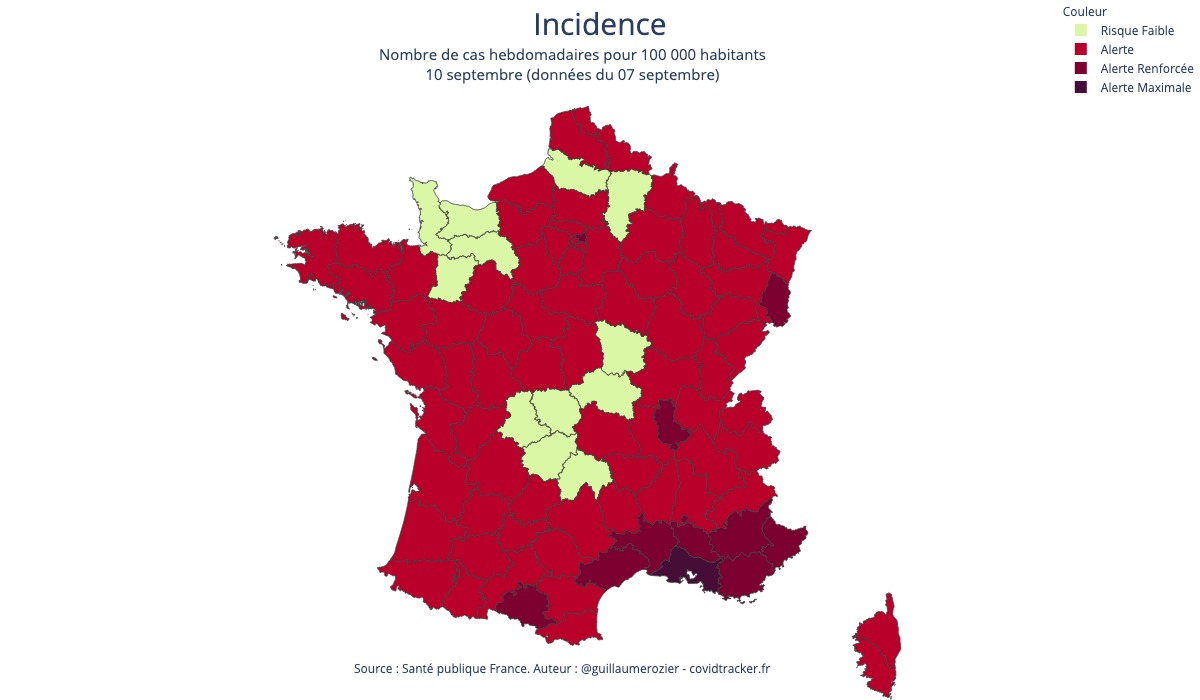 Incidence
Nombre de cas hebdomadaires pour 100 000 habitants
10 septembre (données du 07 septembre)
Couleur
Risque Faible
Alerte
Alerte Renforcée
Alerte Maximale
Source : Santé publique France. Auteur : @guillaumerozier - covidtracker.fr